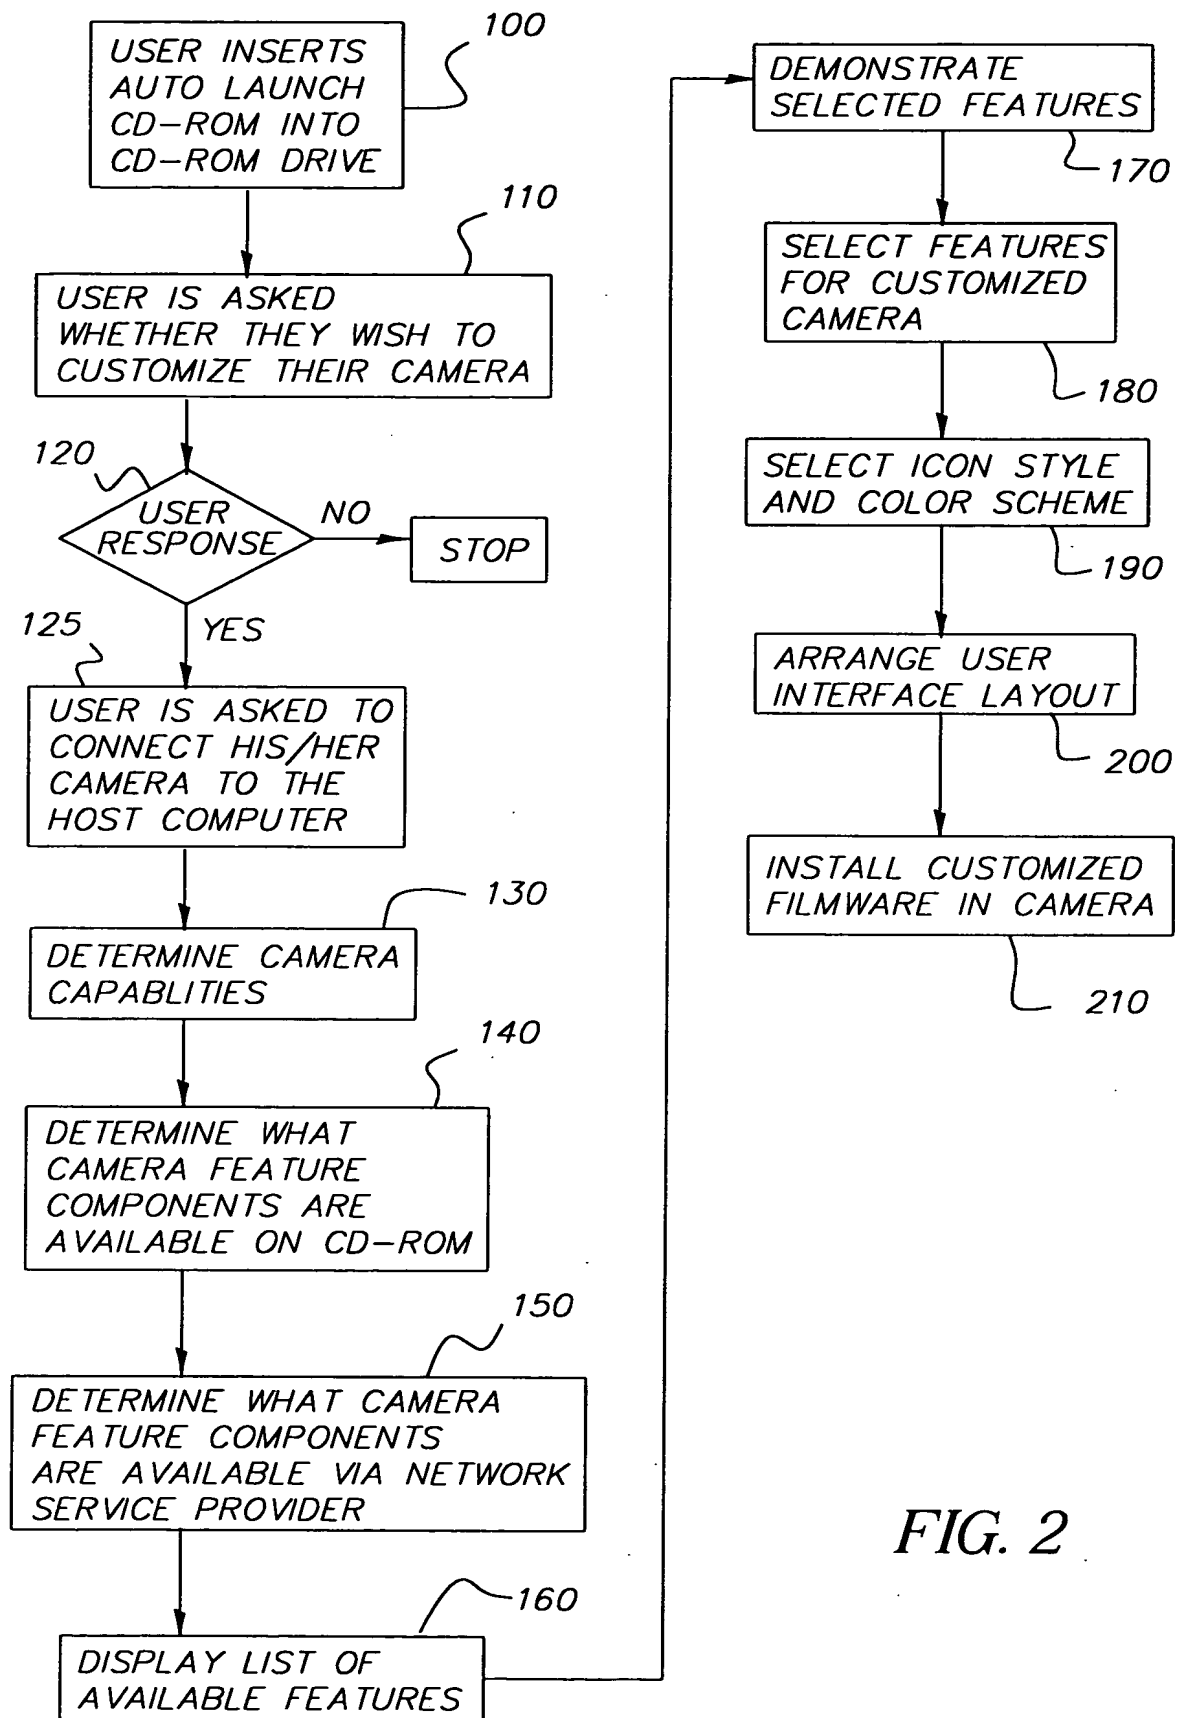 100
USER INSERTS
AUTO LAUNCH
CD-ROM INTO
CD-ROM DRIVE
110
USER IS ASKED
WHETHER THEY WISH TO
CUSTOMIZE THEIR CAMERA
120
USER
RESPONSE
NO
STOP
YES
125
USER IS ASKED TO
CONNECT HIS/HER
CAMERA TO THE
HOST COMPUTER
130
DETERMINE CAMERA
CAPABLITIES
140
DETERMINE WHAT
CAMERA FEATURE
COMPONENTS ARE
AVAILABLE ON CD-ROM
150
DETERMINE WHAT CAMERA
FEATURE COMPONENTS
ARE AVAILABLE VIA NETWORK
SERVICE PROVIDER
160
DISPLAY LIST OF
AVAILABLE FEATURES
DEMONSTRATE
SELECTED FEATURES
170
SELECT FEATURES
FOR CUSTOMIZED
CAMERA
180
SELECT ICON STYLE
AND COLOR SCHEME
190
ARRANGE USER
INTERFACE LAYOUT
200
INSTALL CUSTOMIZED
FILMWARE IN CAMERA
210
FIG. 2